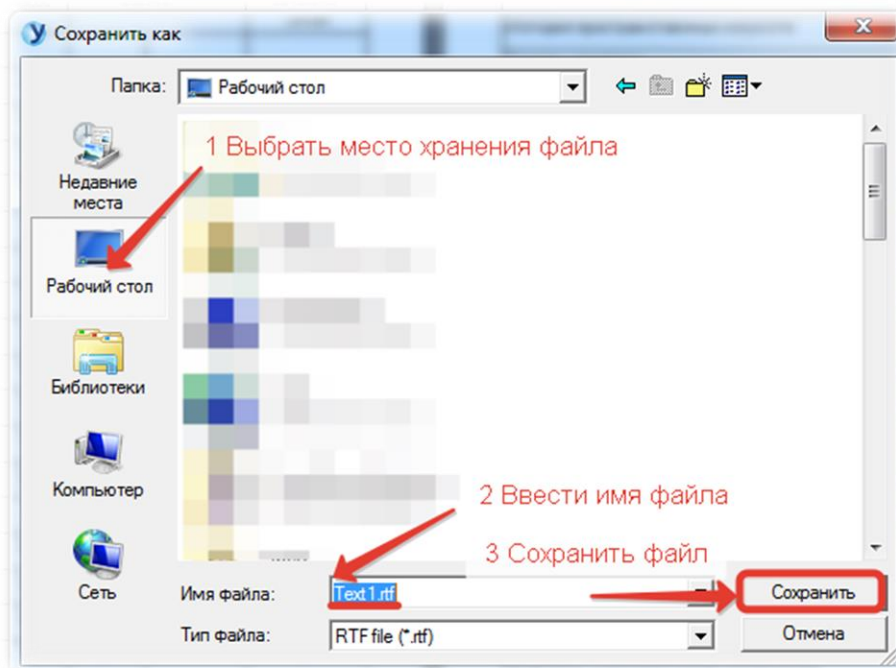 Сохранить как
Папка: Рабочий стол
1 Выбрать место хранения файла
Недавние
места
Рабочий стол
Библиотеки
Компьютер
2 Ввести имя файла
3 Сохранить файл
Сеть
Имя файла: Text1.rtf Сохранить
Тип файла: RTF file (*.rtf) Отмена